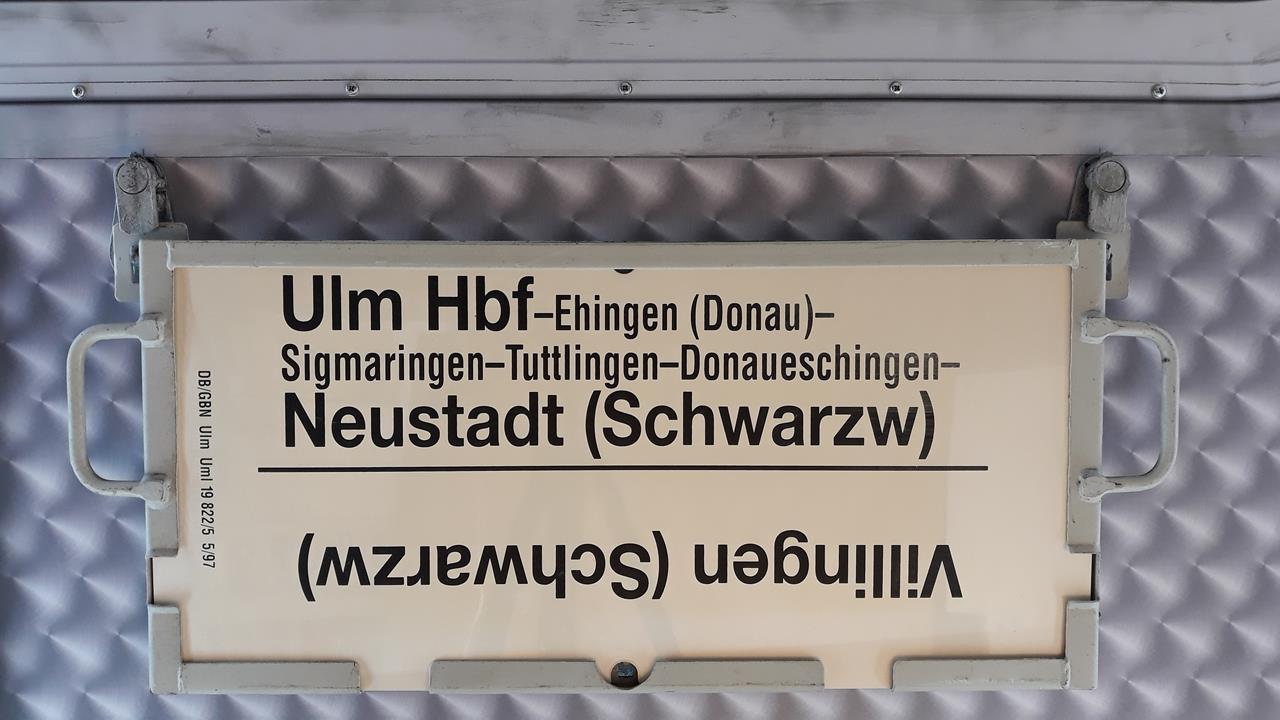 Ulm Hbf–Ehingen (Donau)–
Sigmaringen–Tuttlingen–Donaueschingen–
Neustadt (Schwarzw)
Villingen (Schwarzw)
DB/GBN Ulm Uml 19 822/5 5/97